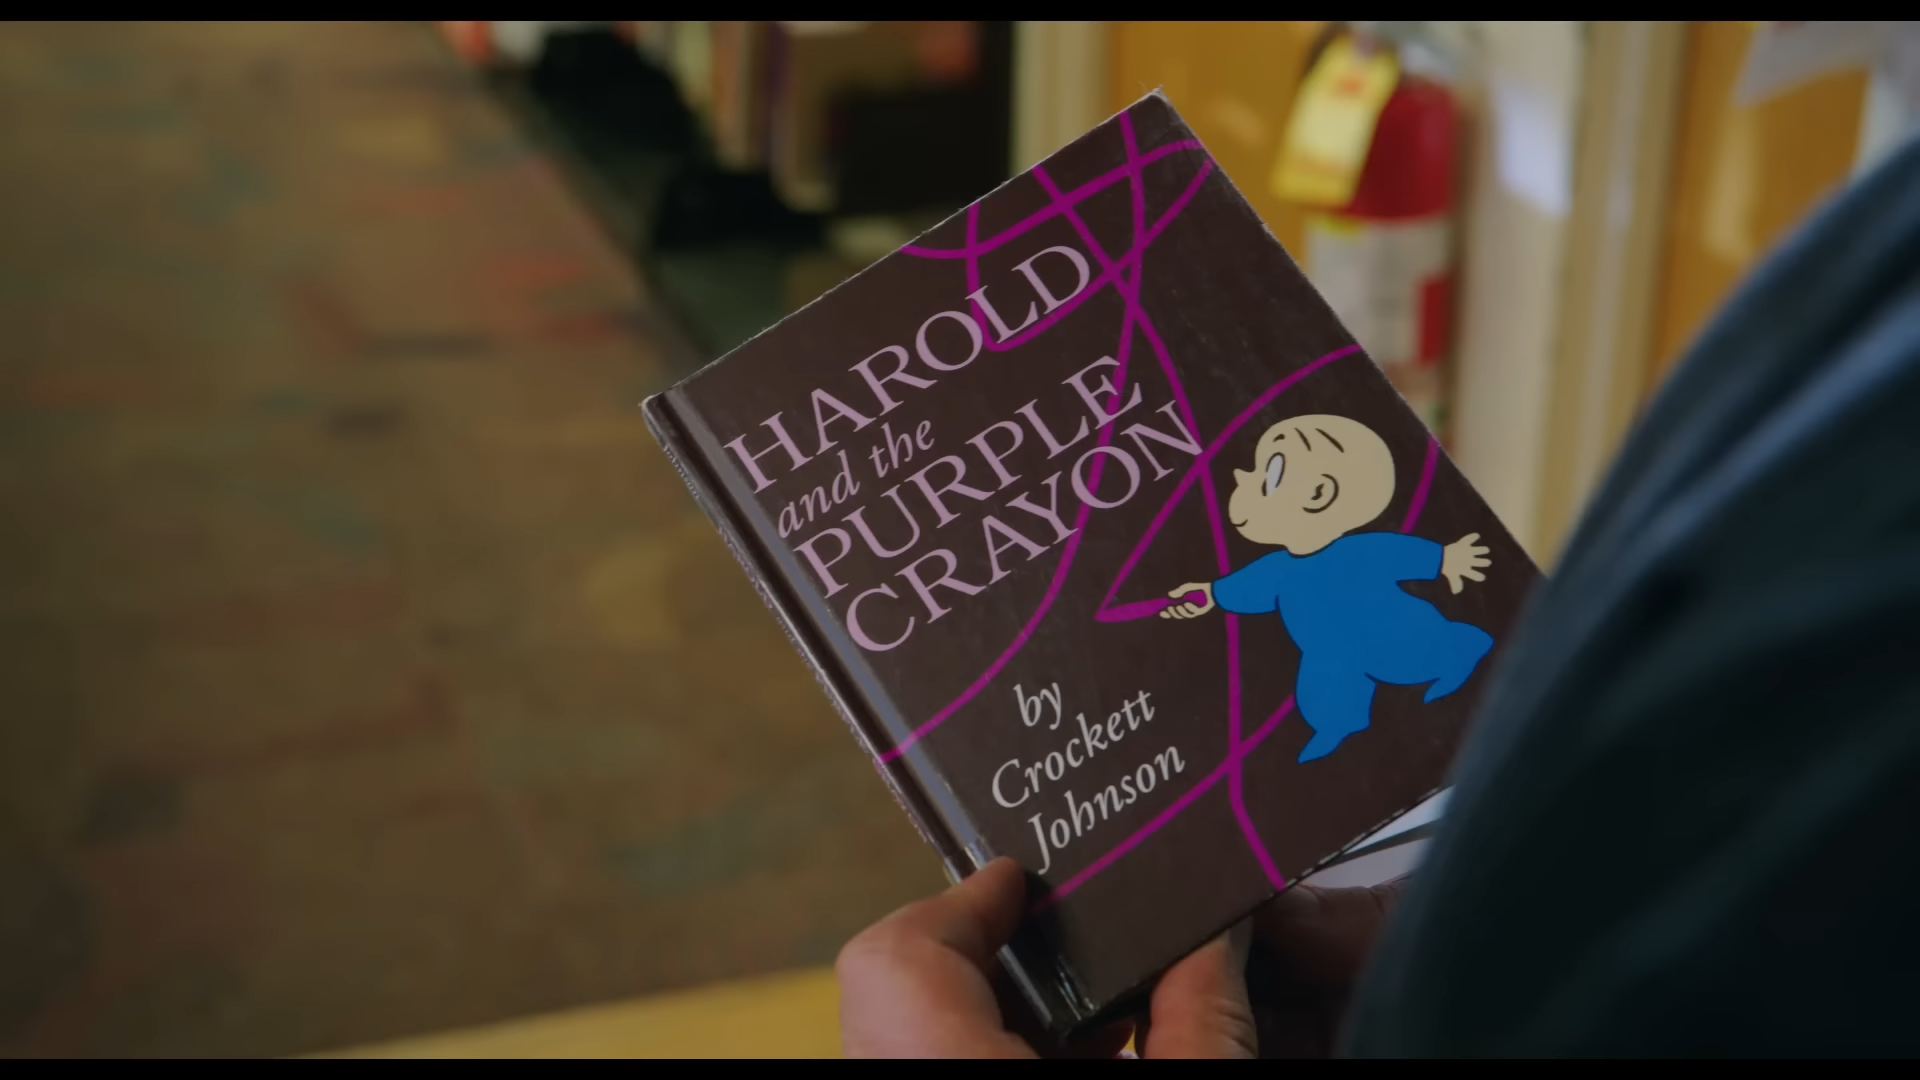 HAROLD
and the
PURPLE
CRAYON
by
Crockett
Johnson